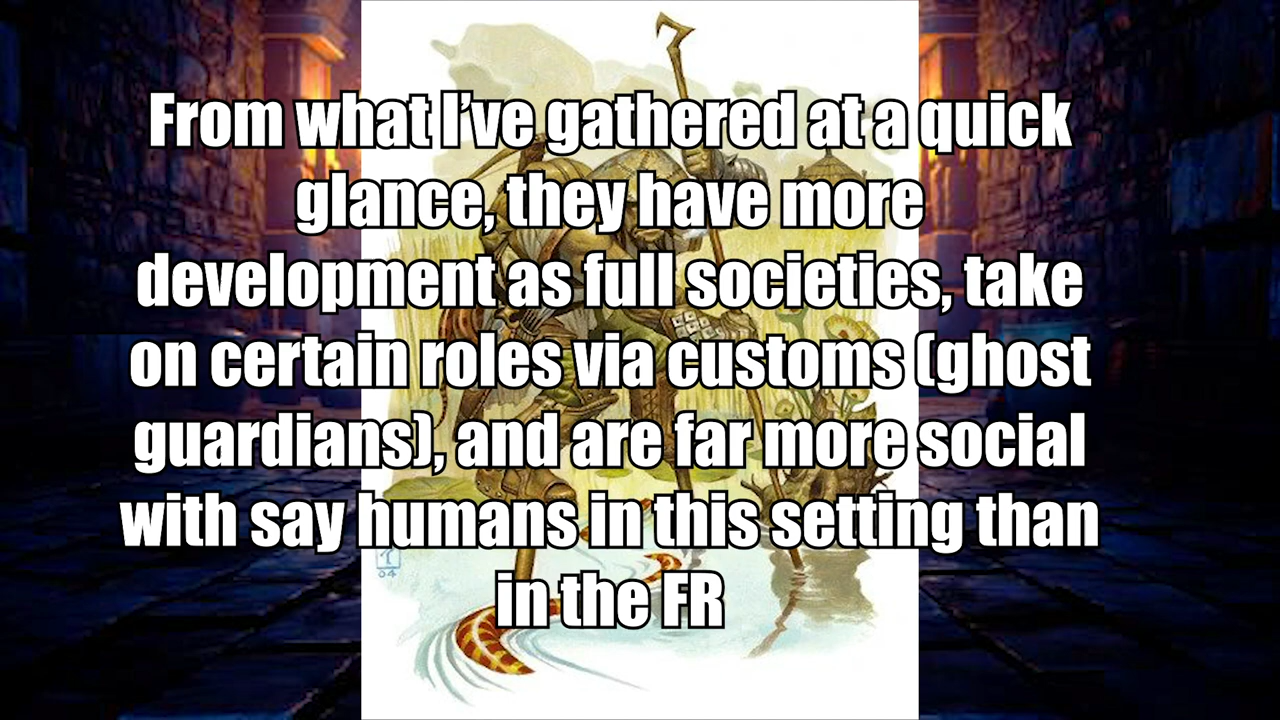 From what I've gathered at a quick
glance, they have more
development as full societies, take
on certain roles via customs (ghost
guardians), and are far more social
with say humans in this setting than
in the FR
04